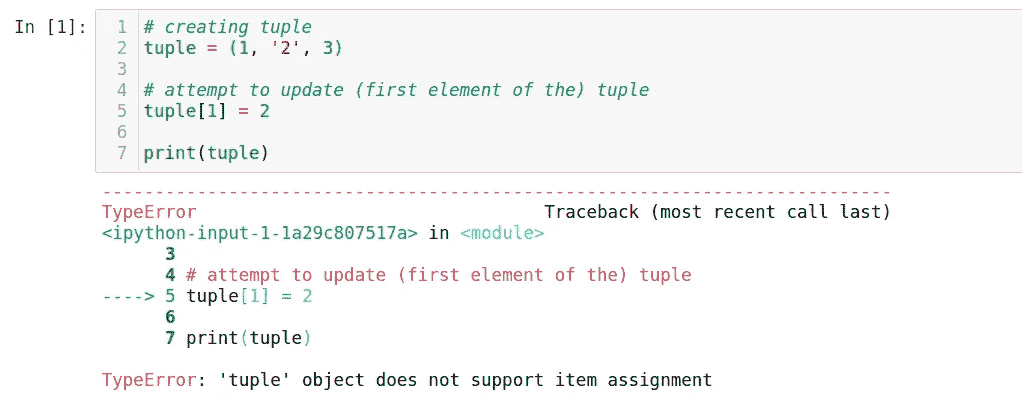 In [1]:
1 # creating tuple
2 tuple = (1, '2', 3)
3
4 # attempt to update (first element of the) tuple
5 tuple[1] = 2
6
7 print(tuple)
---------------------------------------------------------------------------
TypeError Traceback (most recent call last)
<ipython-input-1-1a29c807517a> in <module>
3
4 # attempt to update (first element of the) tuple
----> 5 tuple[1] = 2
6
7 print(tuple)
TypeError: 'tuple' object does not support item assignment